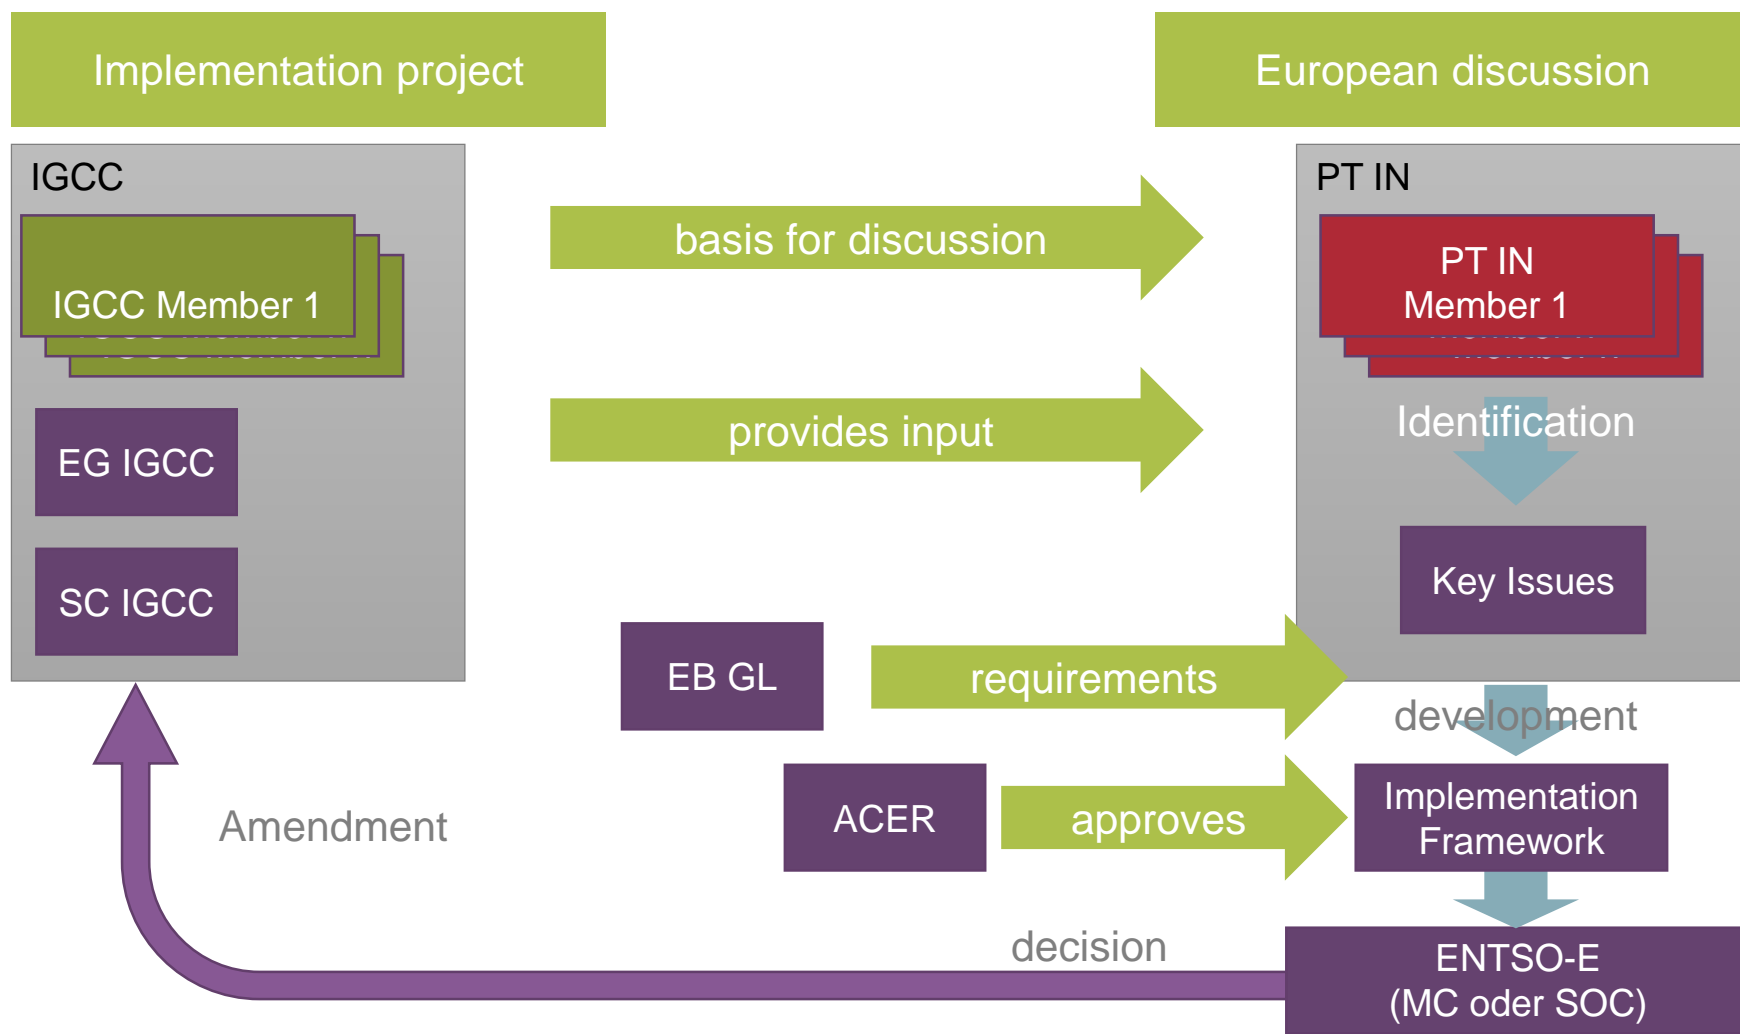 Implementation project
European discussion
IGCC
IGCC Member 1
EG IGCC
SC IGCC
basis for discussion
provides input
PT IN
PT IN
Member 1
Identification
Key Issues
EB GL
requirements
development
ACER
approves
Implementation
Framework
Amendment
decision
ENTSO-E
(MC oder SOC)